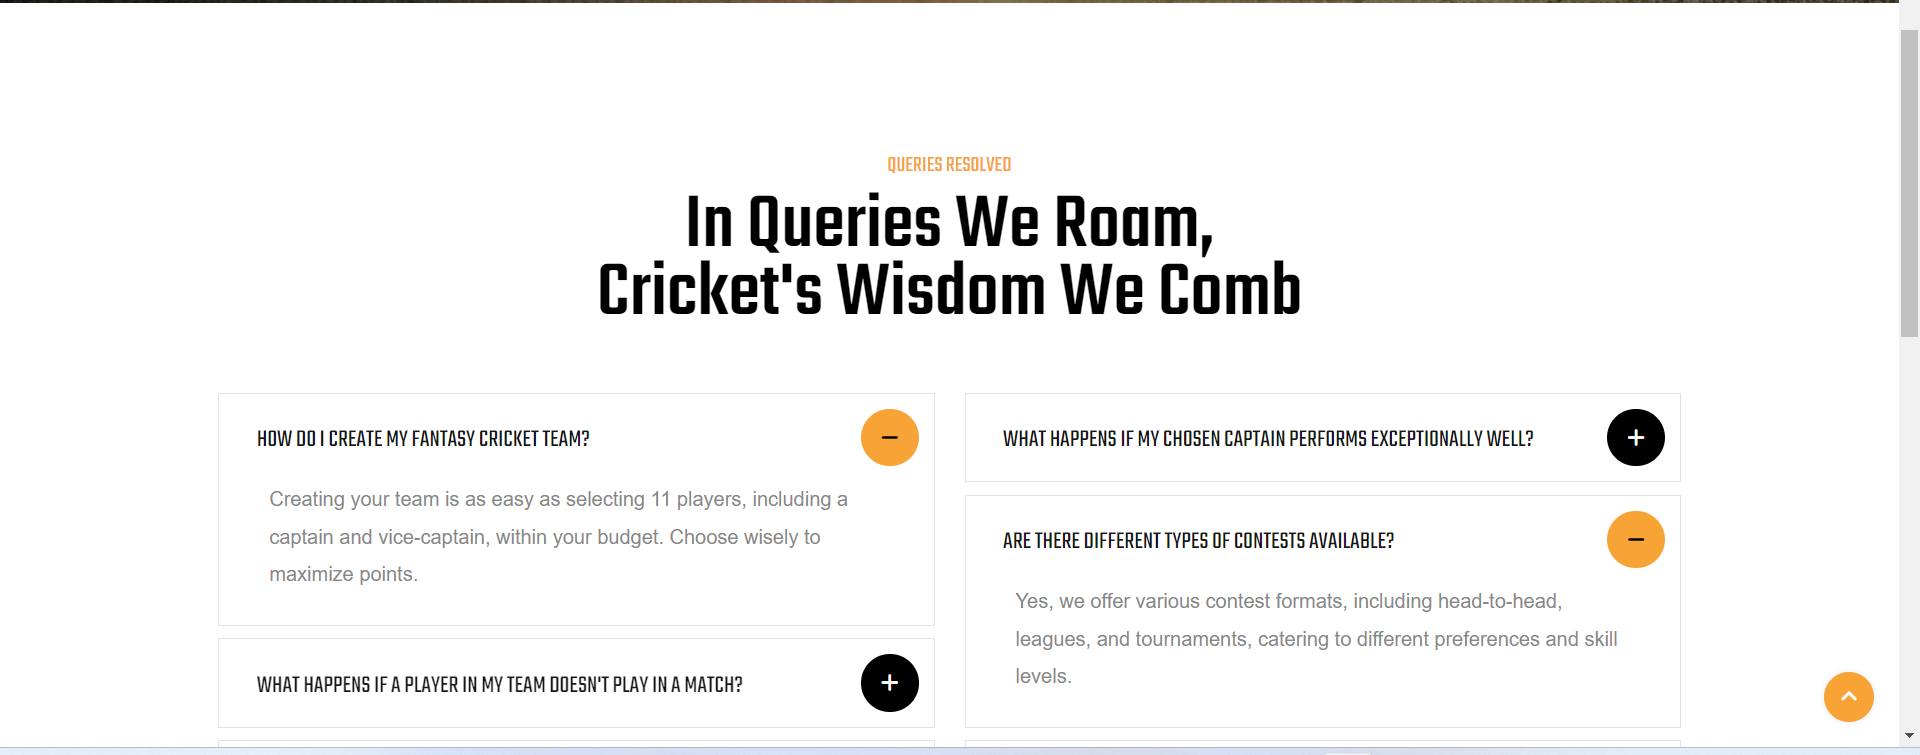 QUERIES RESOLVED
In Queries We Roam,
Cricket's Wisdom We Comb
HOW DO I CREATE MY FANTASY CRICKET TEAM?
Creating your team is as easy as selecting 11 players, including a
captain and vice-captain, within your budget. Choose wisely to
maximize points.
WHAT HAPPENS IF A PLAYER IN MY TEAM DOESN'T PLAY IN A MATCH?
WHAT HAPPENS IF MY CHOSEN CAPTAIN PERFORMS EXCEPTIONALLY WELL?
ARE THERE DIFFERENT TYPES OF CONTESTS AVAILABLE?
Yes, we offer various contest formats, including head-to-head,
leagues, and tournaments, catering to different preferences and skill
levels.